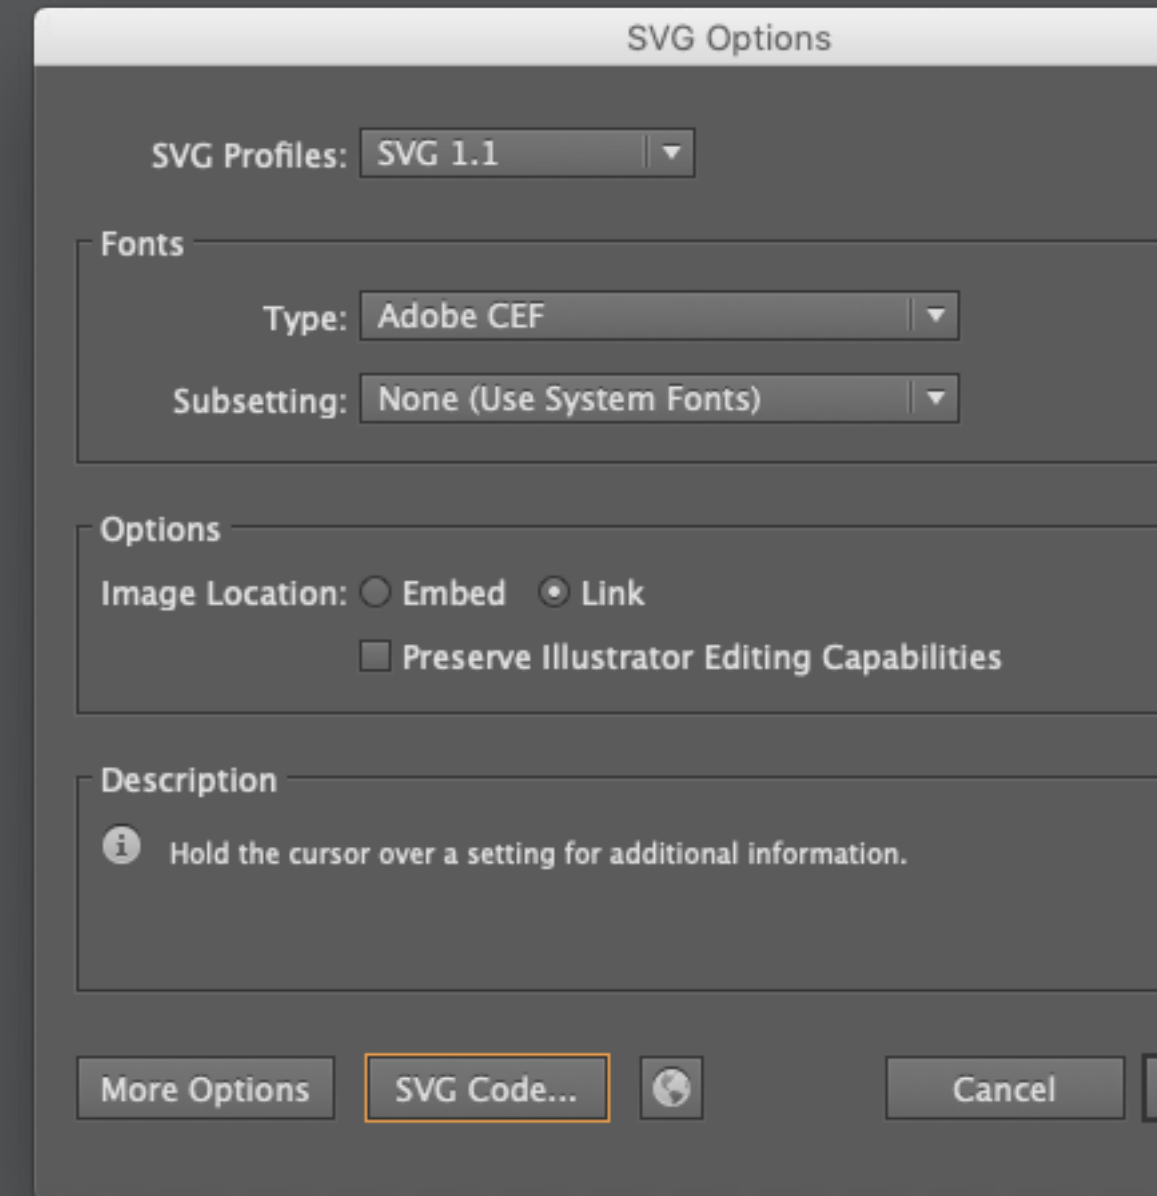 SVG Options
SVG Profiles: SVG 1.1
Fonts
Type: Adobe CEF
Subsetting: None (Use System Fonts)
Options
Image Location: Embed Link
Preserve Illustrator Editing Capabilities
Description
Hold the cursor over a setting for additional information.
More Options SVG Code... Cancel